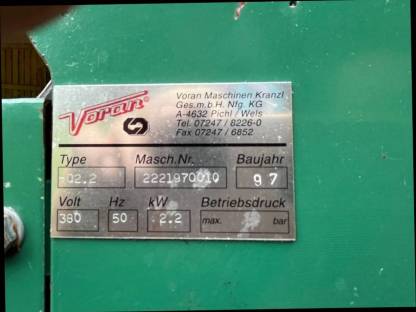 Voran®
Voran Maschinen Kranzl
Ges.m.b.H. Nfg. KG
A-4632 Pichl / Wels
Tel. 07247 / 8226-0
Fax 07247 / 6852
Type Masch.Nr. Baujahr
-02.2 2221970010 97
Volt Hz kW Betriebsdruck
380 50 2.2 max. bar